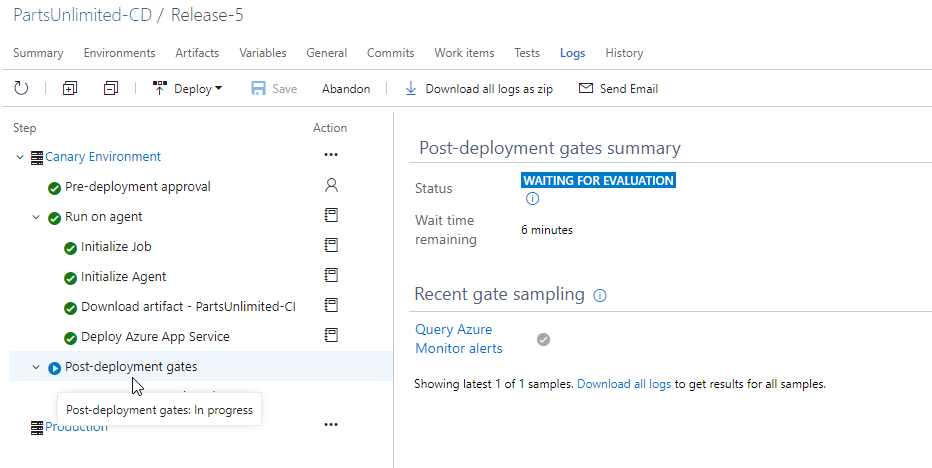 PartsUnlimited-CD / Release-5
Summary Environments Artifacts Variables General Commits Work items Tests Logs History
Deploy Save Abandon Download all logs as zip Send Email
Step Action
Canary Environment ...
Pre-deployment approval
Run on agent
Initialize Job
Initialize Agent
Download artifact - PartsUnlimited-CI
Deploy Azure App Service
Post-deployment gates
Post-deployment gates: In progress
Production ...
Post-deployment gates summary
Status WAITING FOR EVALUATION
Wait time
remaining 6 minutes
Recent gate sampling
Query Azure
Monitor alerts
Showing latest 1 of 1 samples. Download all logs to get results for all samples.